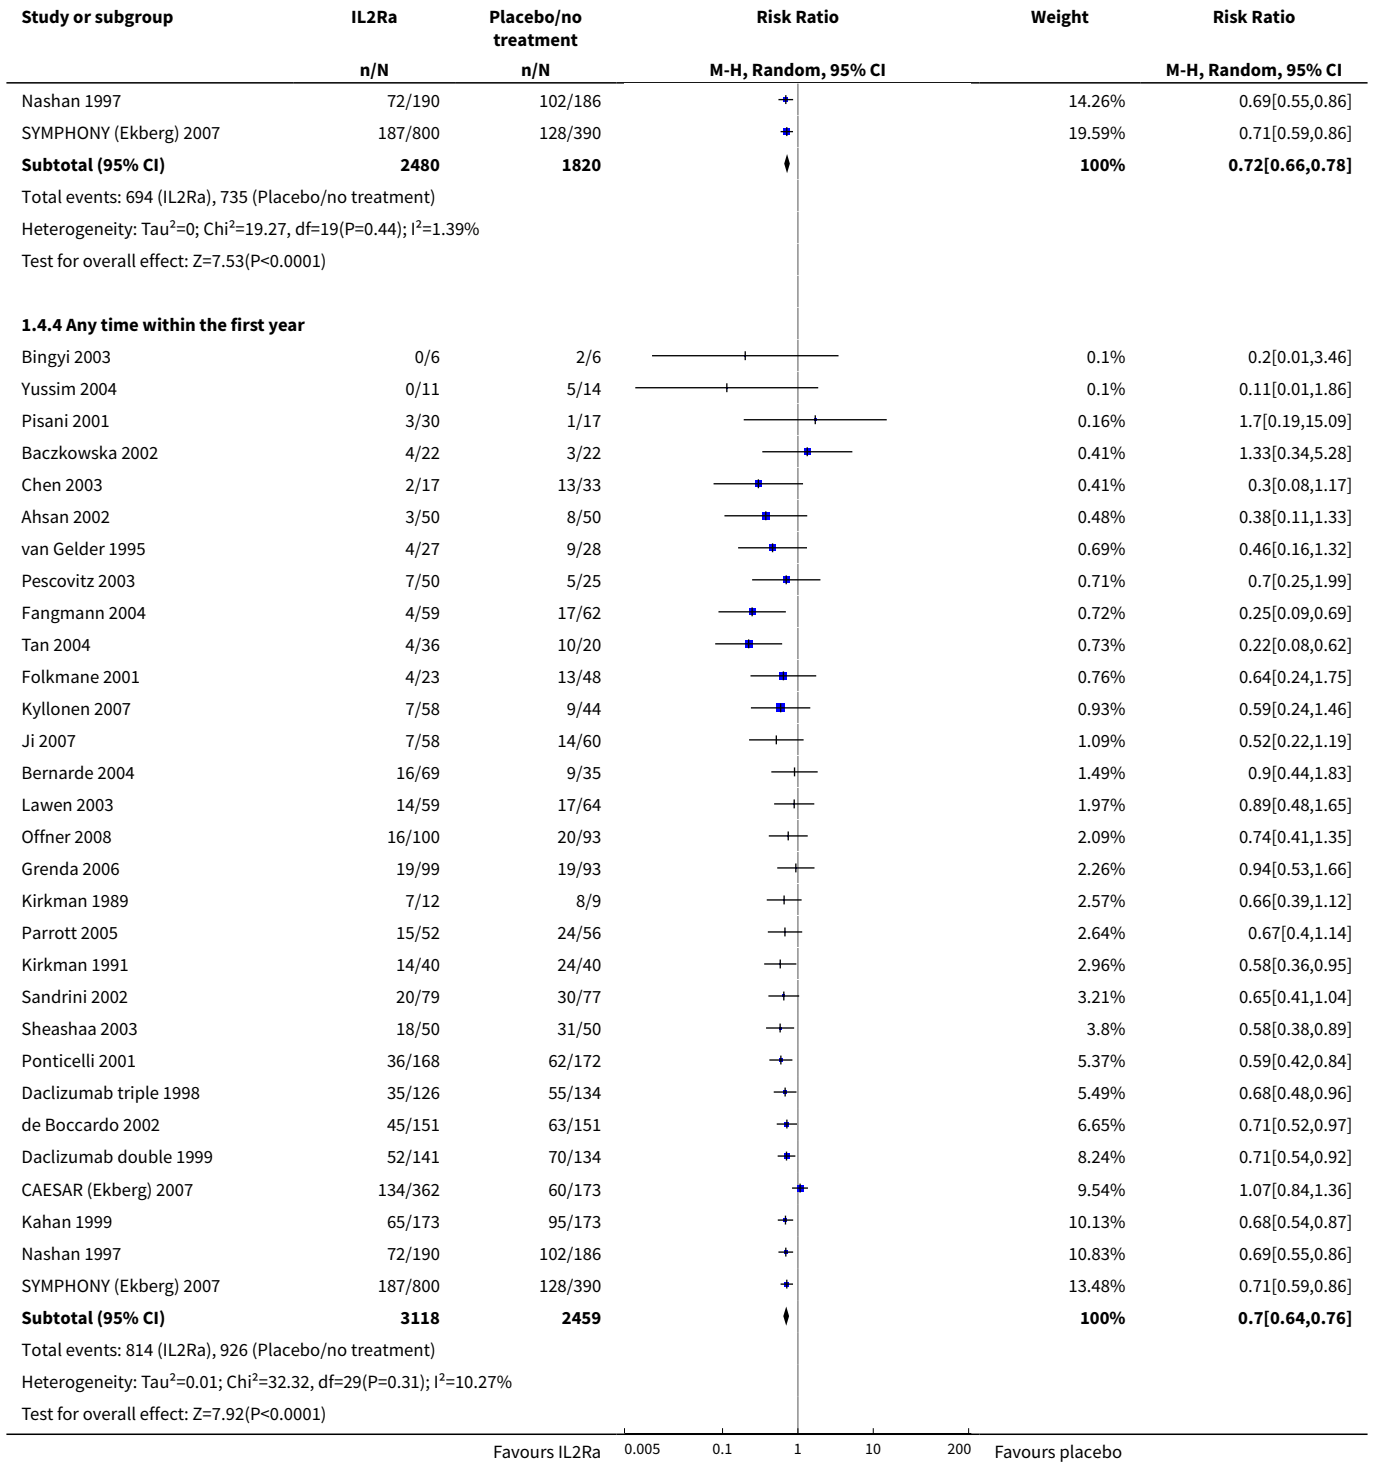 Study or subgroup IL2Ra Placebo/no treatment Risk Ratio Weight Risk Ratio
n/N n/N M-H, Random, 95% CI M-H, Random, 95% CI
Nashan 1997 72/190 102/186 14.26% 0.69[0.55,0.86]
SYMPHONY (Ekberg) 2007 187/800 128/390 19.59% 0.71[0.59,0.86]
Subtotal (95% CI) 2480 1820 100% 0.72[0.66,0.78]
Total events: 694 (IL2Ra), 735 (Placebo/no treatment)
Heterogeneity: Tau²=0; Chi²=19.27, df=19(P=0.44); I²=1.39%
Test for overall effect: Z=7.53(P<0.0001)
1.4.4 Any time within the first year
Bingyi 2003 0/6 2/6 0.1% 0.2[0.01,3.46]
Yussim 2004 0/11 5/14 0.1% 0.11[0.01,1.86]
Pisani 2001 3/30 1/17 0.16% 1.7[0.19,15.09]
Baczkowska 2002 4/22 3/22 0.41% 1.33[0.34,5.28]
Chen 2003 2/17 13/33 0.41% 0.3[0.08,1.17]
Ahsan 2002 3/50 8/50 0.48% 0.38[0.11,1.33]
van Gelder 1995 4/27 9/28 0.69% 0.46[0.16,1.32]
Pescovitz 2003 7/50 5/25 0.71% 0.7[0.25,1.99]
Fangmann 2004 4/59 17/62 0.72% 0.25[0.09,0.69]
Tan 2004 4/36 10/20 0.73% 0.22[0.08,0.62]
Folkmane 2001 4/23 13/48 0.76% 0.64[0.24,1.75]
Kyllonen 2007 7/58 9/44 0.93% 0.59[0.24,1.46]
Ji 2007 7/58 14/60 1.09% 0.52[0.22,1.19]
Bernarde 2004 16/69 9/35 1.49% 0.9[0.44,1.83]
Lawen 2003 14/59 17/64 1.97% 0.89[0.48,1.65]
Offner 2008 16/100 20/93 2.09% 0.74[0.41,1.35]
Grenda 2006 19/99 19/93 2.26% 0.94[0.53,1.66]
Kirkman 1989 7/12 8/9 2.57% 0.66[0.39,1.12]
Parrott 2005 15/52 24/56 2.64% 0.67[0.4,1.14]
Kirkman 1991 14/40 24/40 2.96% 0.58[0.36,0.95]
Sandrini 2002 20/79 30/77 3.21% 0.65[0.41,1.04]
Sheashaa 2003 18/50 31/50 3.8% 0.58[0.38,0.89]
Ponticelli 2001 36/168 62/172 5.37% 0.59[0.42,0.84]
Daclizumab triple 1998 35/126 55/134 5.49% 0.68[0.48,0.96]
de Boccardo 2002 45/151 63/151 6.65% 0.71[0.52,0.97]
Daclizumab double 1999 52/141 70/134 8.24% 0.71[0.54,0.92]
CAESAR (Ekberg) 2007 134/362 60/173 9.54% 1.07[0.84,1.36]
Kahan 1999 65/173 95/173 10.13% 0.68[0.54,0.87]
Nashan 1997 72/190 102/186 10.83% 0.69[0.55,0.86]
SYMPHONY (Ekberg) 2007 187/800 128/390 13.48% 0.71[0.59,0.86]
Subtotal (95% CI) 3118 2459 100% 0.7[0.64,0.76]
Total events: 814 (IL2Ra), 926 (Placebo/no treatment)
Heterogeneity: Tau²=0.01; Chi²=32.32, df=29(P=0.31); I²=10.27%
Test for overall effect: Z=7.92(P<0.0001)
Favours IL2Ra 0.005 0.1 1 10 200 Favours placebo